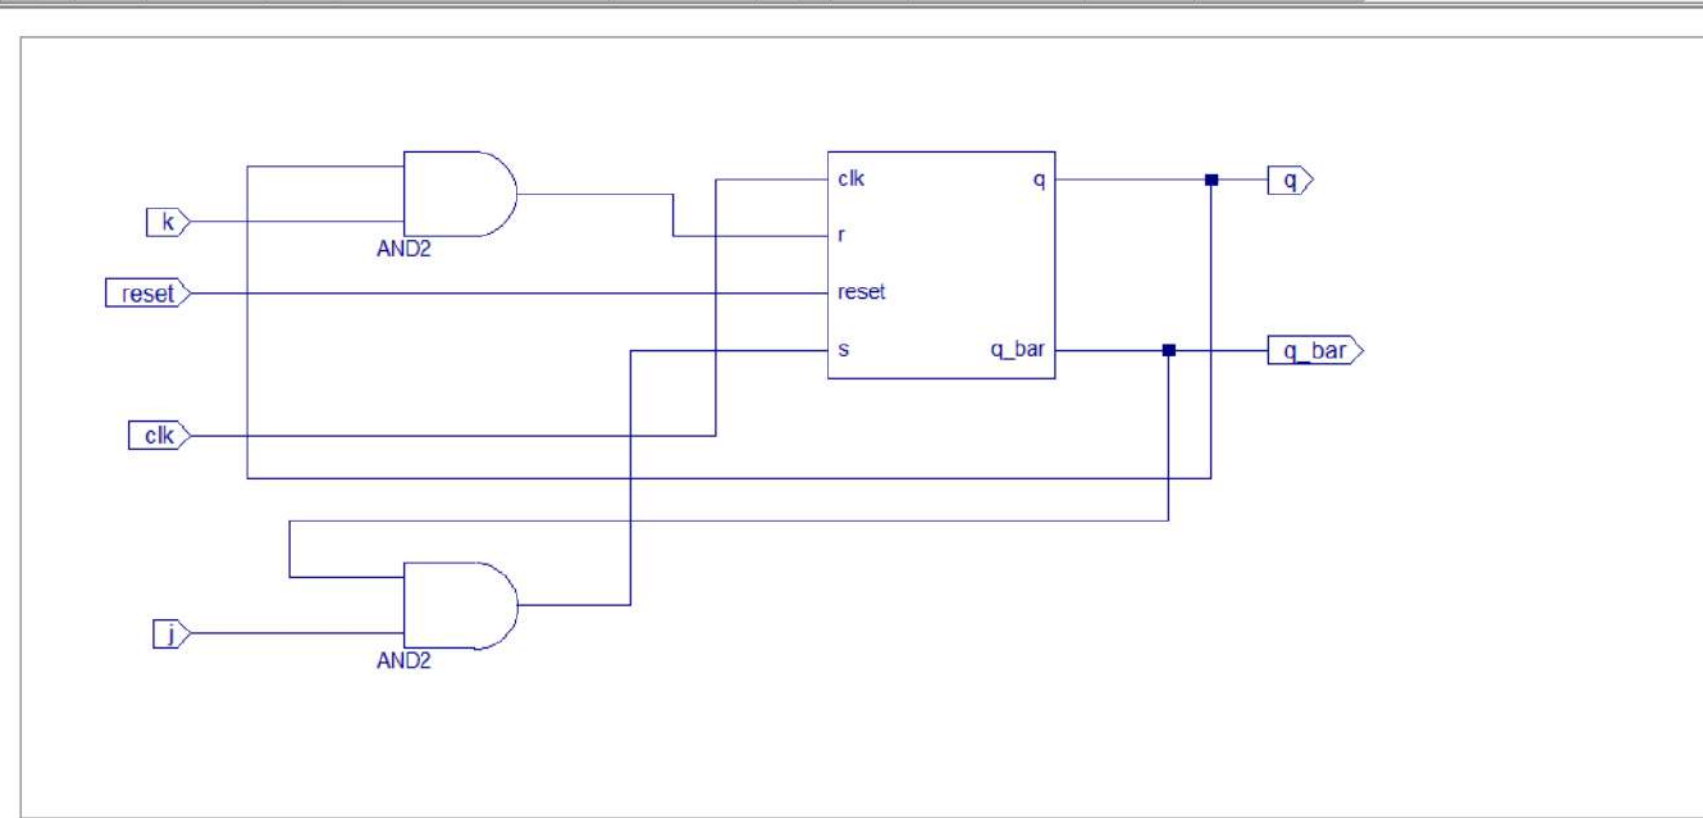 clk
q
q
k
r
AND2
reset
reset
s
q_bar
q_bar
clk
j
AND2